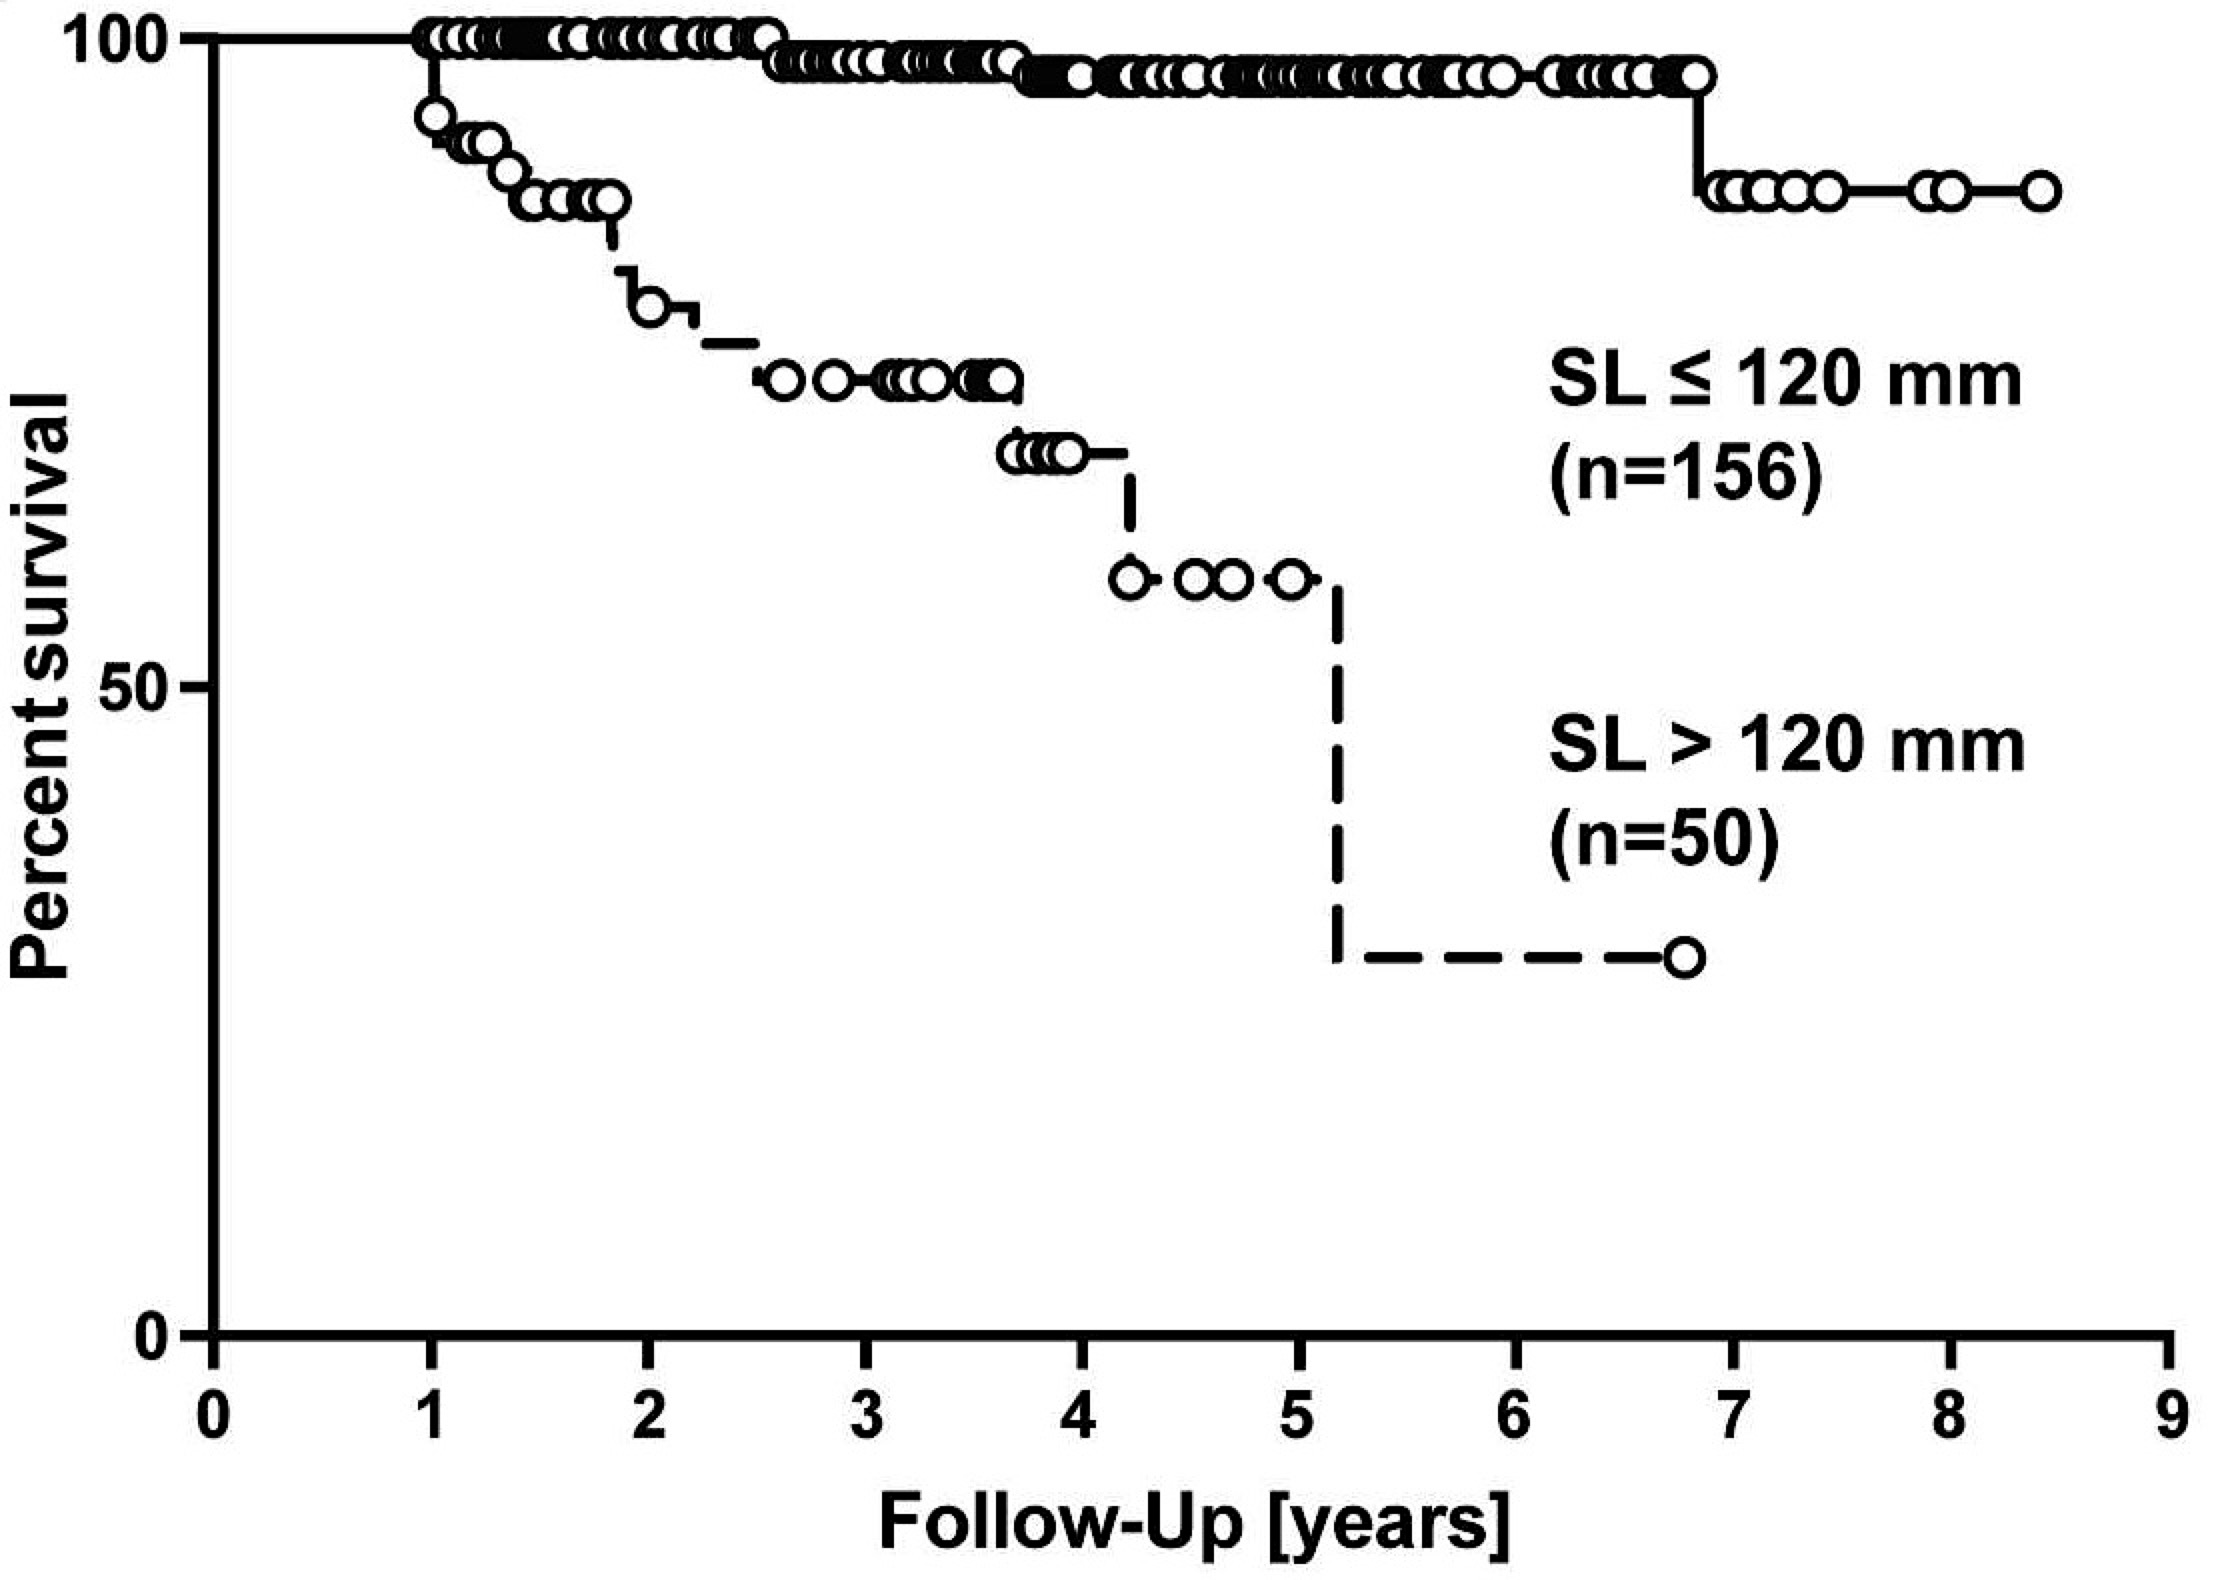 100
50
0
Percent survival
SL ≤ 120 mm
(n=156)
SL > 120 mm
(n=50)
0 1 2 3 4 5 6 7 8 9
Follow-Up [years]